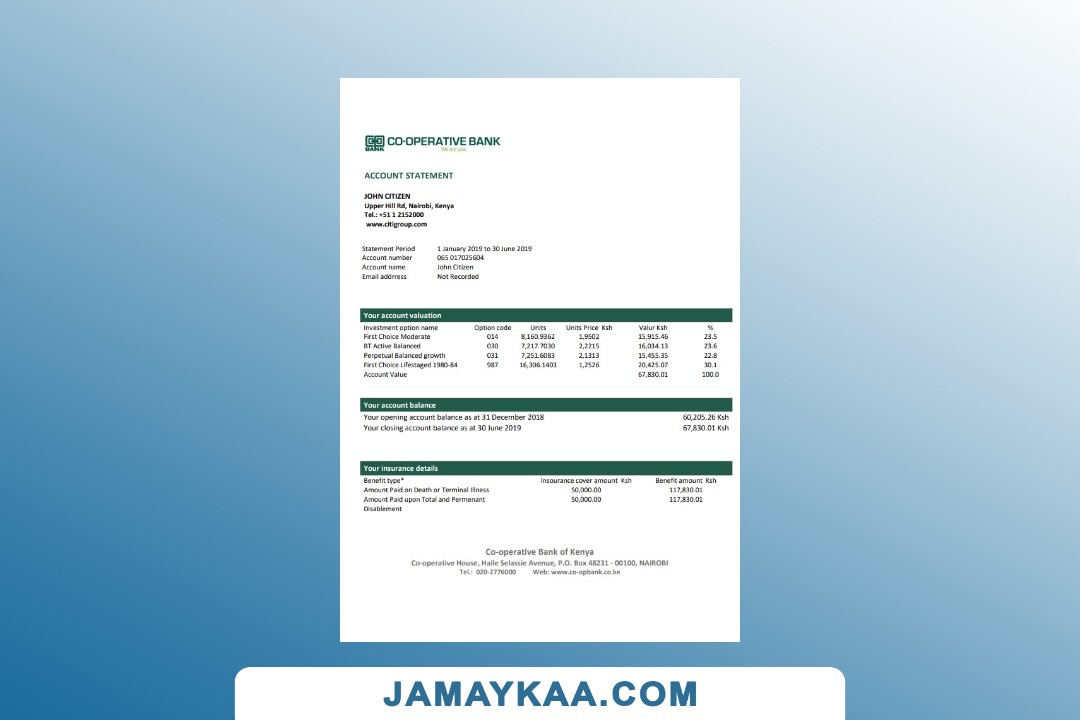 CO-OPERATIVE BANK
We are you
BANK
ACCOUNT STATEMENT
JOHN CITIZEN
Upper Hill Rd, Nairobi, Kenya
Tel.: +51 1 2152000
www.citigroup.com
Statement Period 1 January 2019 to 30 June 2019
Account number 065 017025604
Account name John Citizen
Email addrress Not Recorded
Your account valuation
Investment option name Option code Units Units Price Ksh Valur Ksh %
First Choice Moderate 014 8,160.9362 1,9502 15,915.46 23.5
BT Active Balanced 030 7,217.7030 2,2215 16,034.13 23.6
Perpetual Balanced growth 031 7,251.6083 2,1313 15,455.35 22.8
First Choice Lifestaged 1980-84 987 16,306.1403 1,2526 20,425.07 30.1
Account Value 67,830.01 100.0
Your account balance
Your opening account balance as at 31 December 2018 60,205.26 Ksh
Your closing account balance as at 30 June 2019 67,830.01 Ksh
Your insurance details
Benefit type* Insourance cover amount Ksh Benefit amount Ksh
Amount Paid on Death or Terminal Illness 50,000.00 117,830.01
Amount Paid upon Total and Permenant 50,000.00 117,830.01
Disablement
Co-operative Bank of Kenya
Co-operative House, Haile Selassie Avenue, P.O. Box 48231 - 00100, NAIROBI
Tel.: 020-2776000 Web: www.co-opbank.co.ke
JAMAYKAA.COM